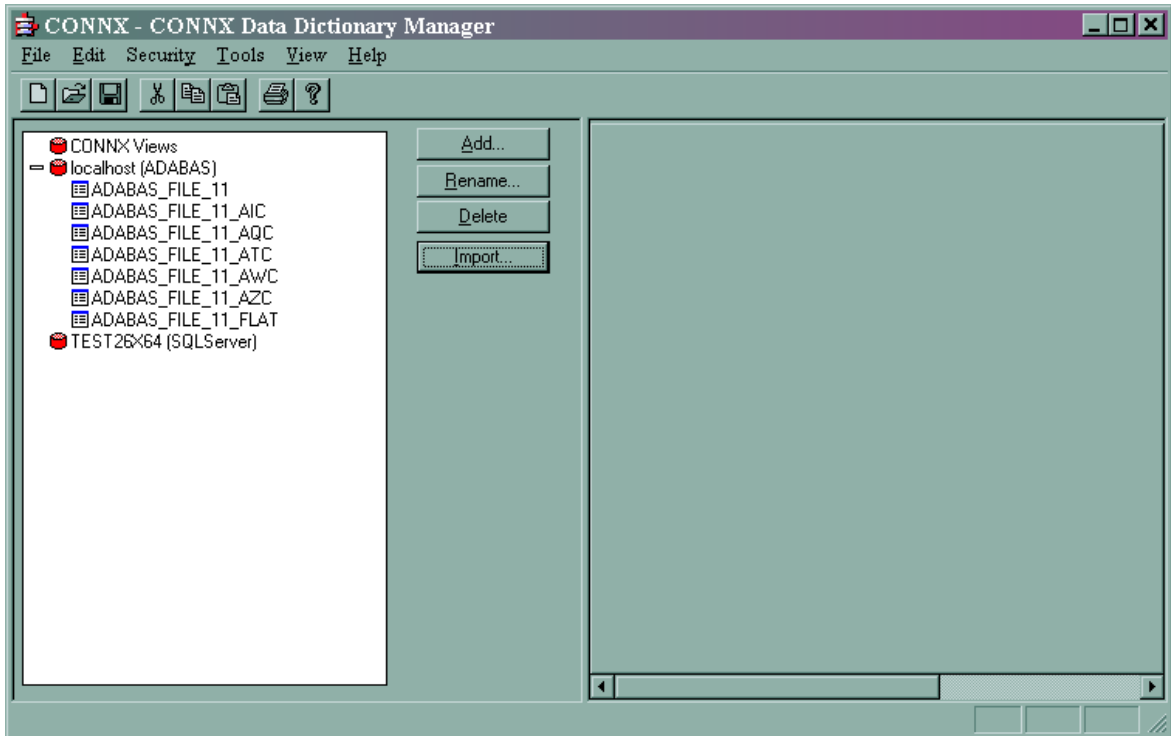 CONNX - CONNX Data Dictionary Manager
File Edit Security Tools View Help
CONNX Views
localhost (ADABAS)
ADABAS_FILE_11
ADABAS_FILE_11_AIC
ADABAS_FILE_11_AQC
ADABAS_FILE_11_ATC
ADABAS_FILE_11_AWC
ADABAS_FILE_11_AZC
ADABAS_FILE_11_FLAT
TEST26X64 (SQLServer)
Add...
Rename...
Delete
Import...